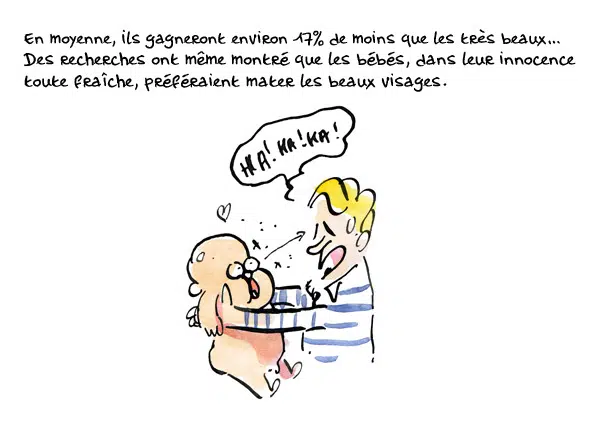 En moyenne, ils gagneront environ 17% de moins que les très beaux...
Des recherches ont même montré que les bébés, dans leur innocence
toute fraîche, préféraient mater les beaux visages.
HA! HA! HA!